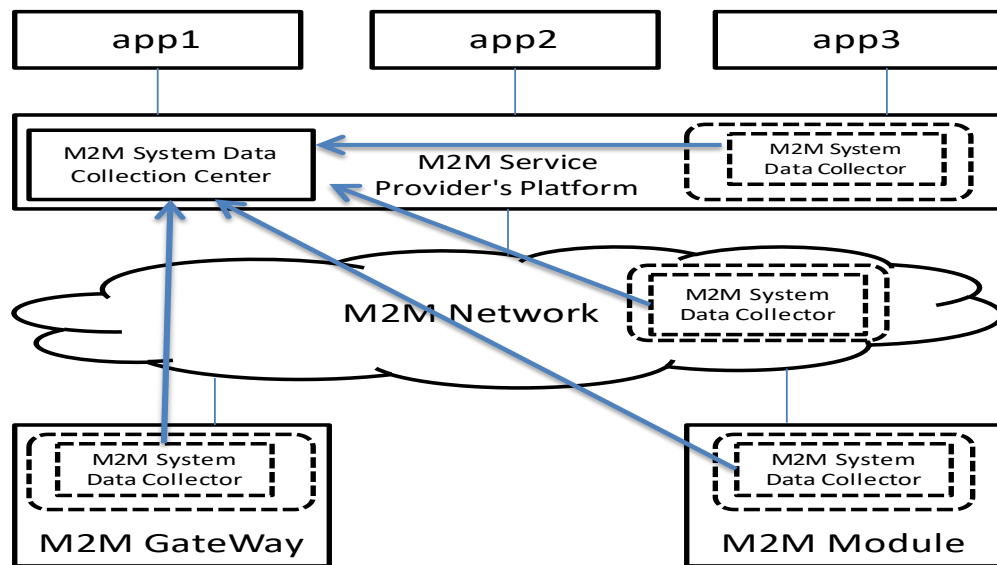 app1
app2
app3
M2M System Data
Collection Center
M2M Service
Provider's Platform
M2M System
Data Collector
M2M Network
M2M System
Data Collector
M2M System
Data Collector
M2M GateWay
M2M System
Data Collector
M2M Module